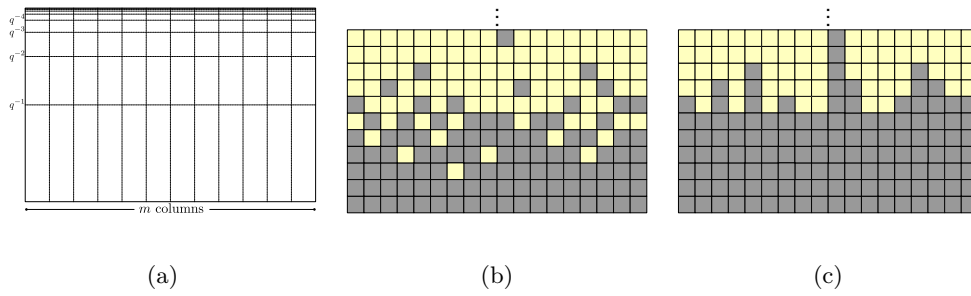 q⁻⁴
q⁻³
q⁻²
q⁻¹
m columns
(a) (b) (c)